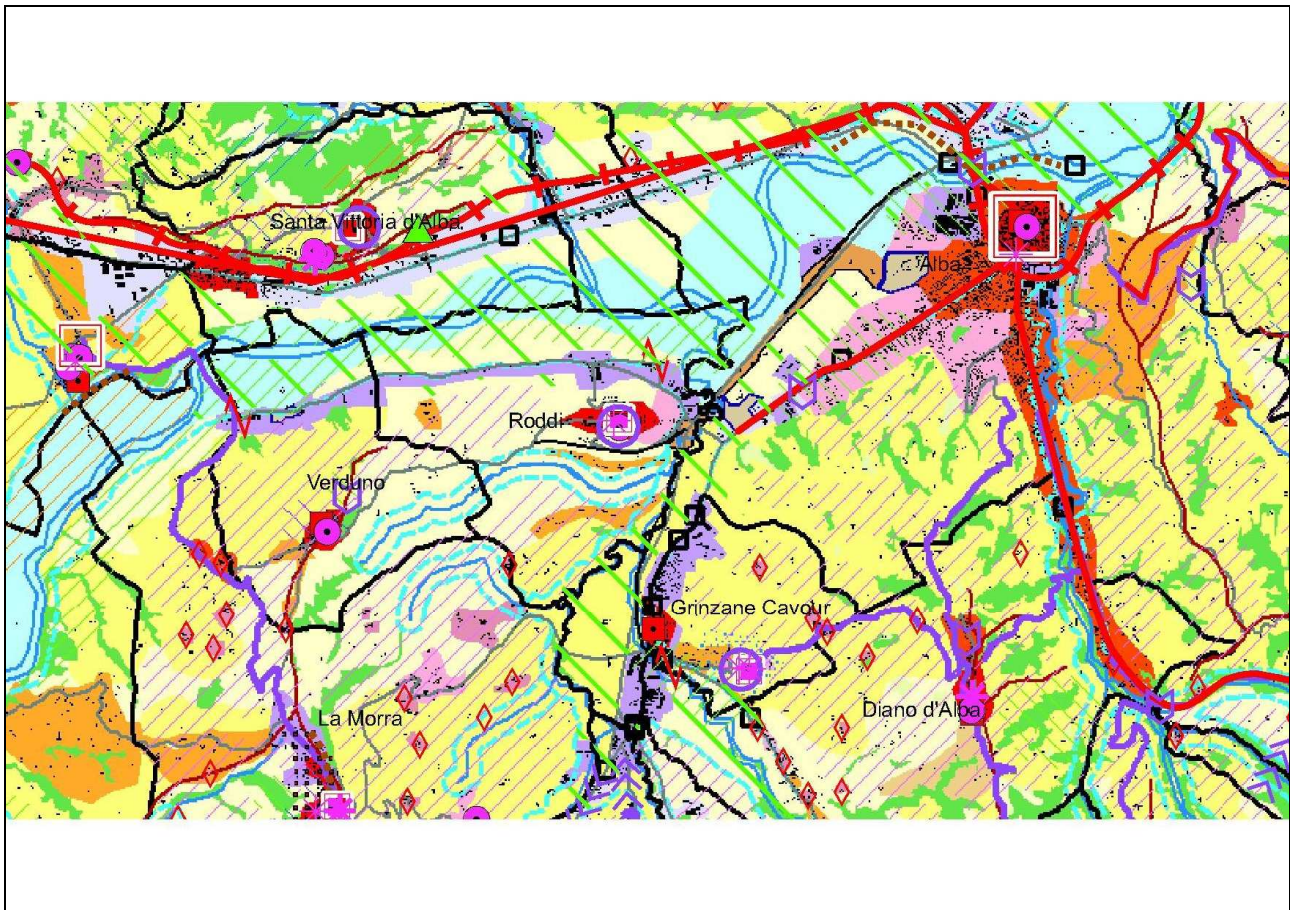 Santa Vittoria d'Alba
Alba
Roddi
Verduno
Grinzane Cavour
La Morra
Diano d'Alba